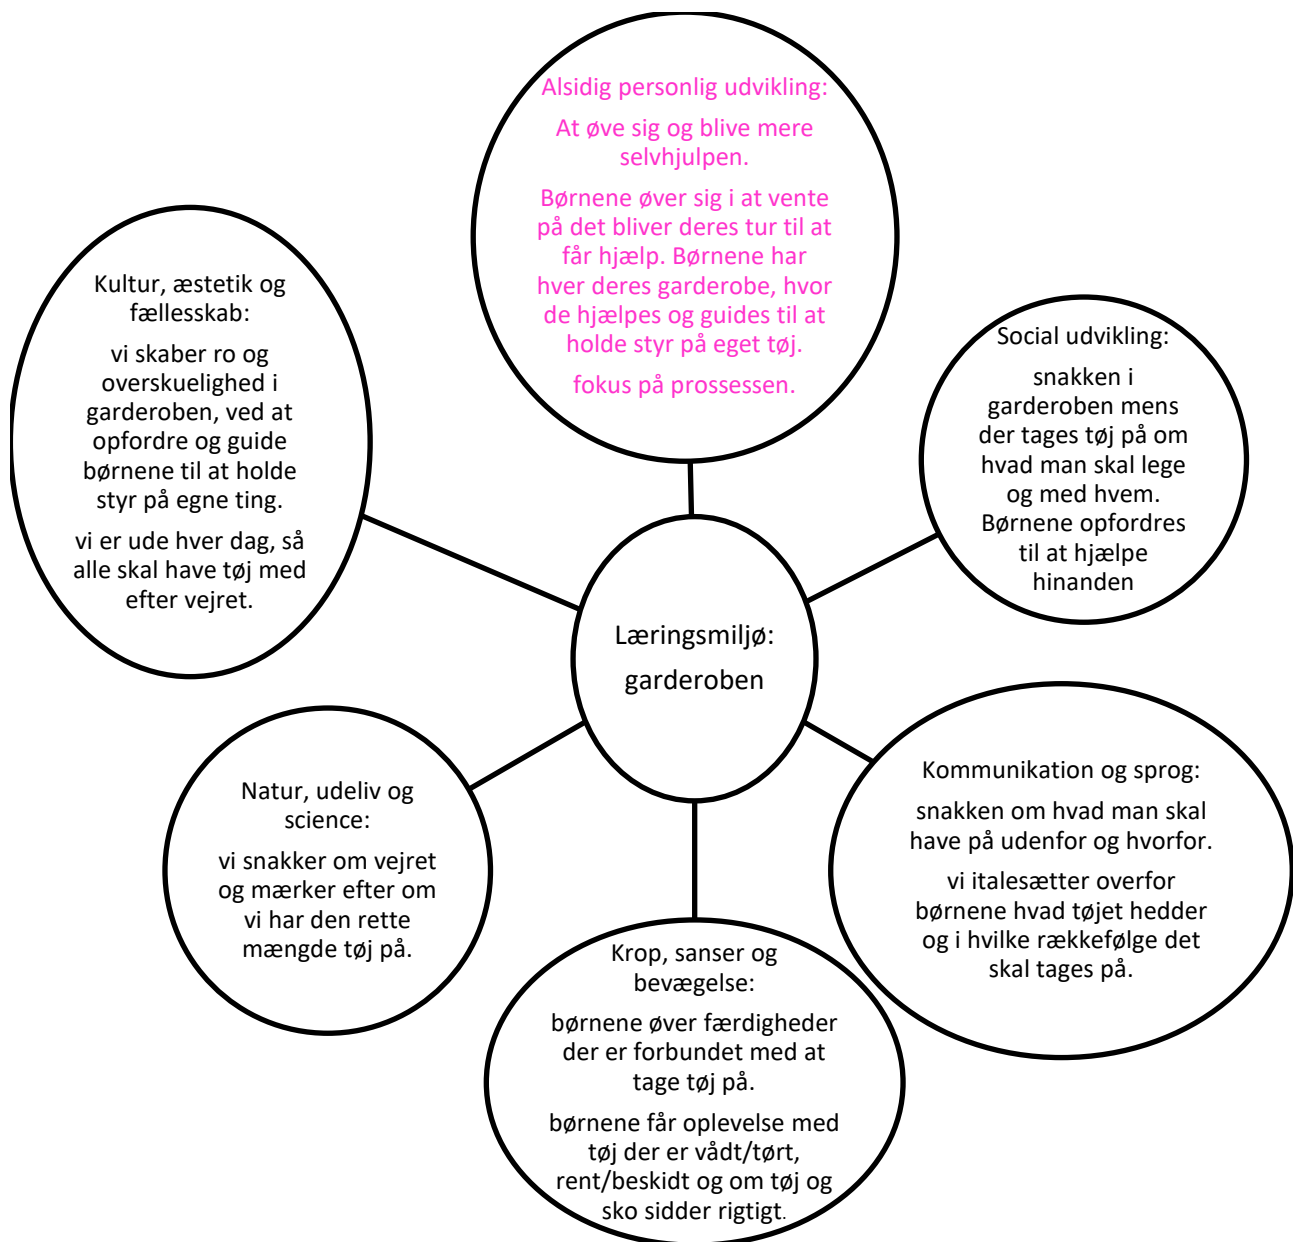 Alsidig personlig udvikling:
At øve sig og blive mere
selvhjulpen.
Børnene øver sig i at vente
på det bliver deres tur til at
får hjælp. Børnene har
hver deres garderobe, hvor
de hjælpes og guides til at
holde styr på eget tøj.
fokus på prossessen.
Kultur, æstetik og
fællesskab:
vi skaber ro og
overskuelighed i
garderoben, ved at
opfordre og guide
børnene til at holde
styr på egne ting.
vi er ude hver dag, så
alle skal have tøj med
efter vejret.
Social udvikling:
snakken i
garderoben mens
der tages tøj på om
hvad man skal lege
og med hvem.
Børnene opfordres
til at hjælpe
hinanden
Læringsmiljø:
garderoben
Natur, udeliv og
science:
vi snakker om vejret
og mærker efter om
vi har den rette
mængde tøj på.
Kommunikation og sprog:
snakken om hvad man skal
have på udenfor og hvorfor.
vi italesætter overfor
børnene hvad tøjet hedder
og i hvilke rækkefølge det
skal tages på.
Krop, sanser og
bevægelse:
børnene øver færdigheder
der er forbundet med at
tage tøj på.
børnene får oplevelse med
tøj der er vådt/tørt,
rent/beskidt og om tøj og
sko sidder rigtigt.